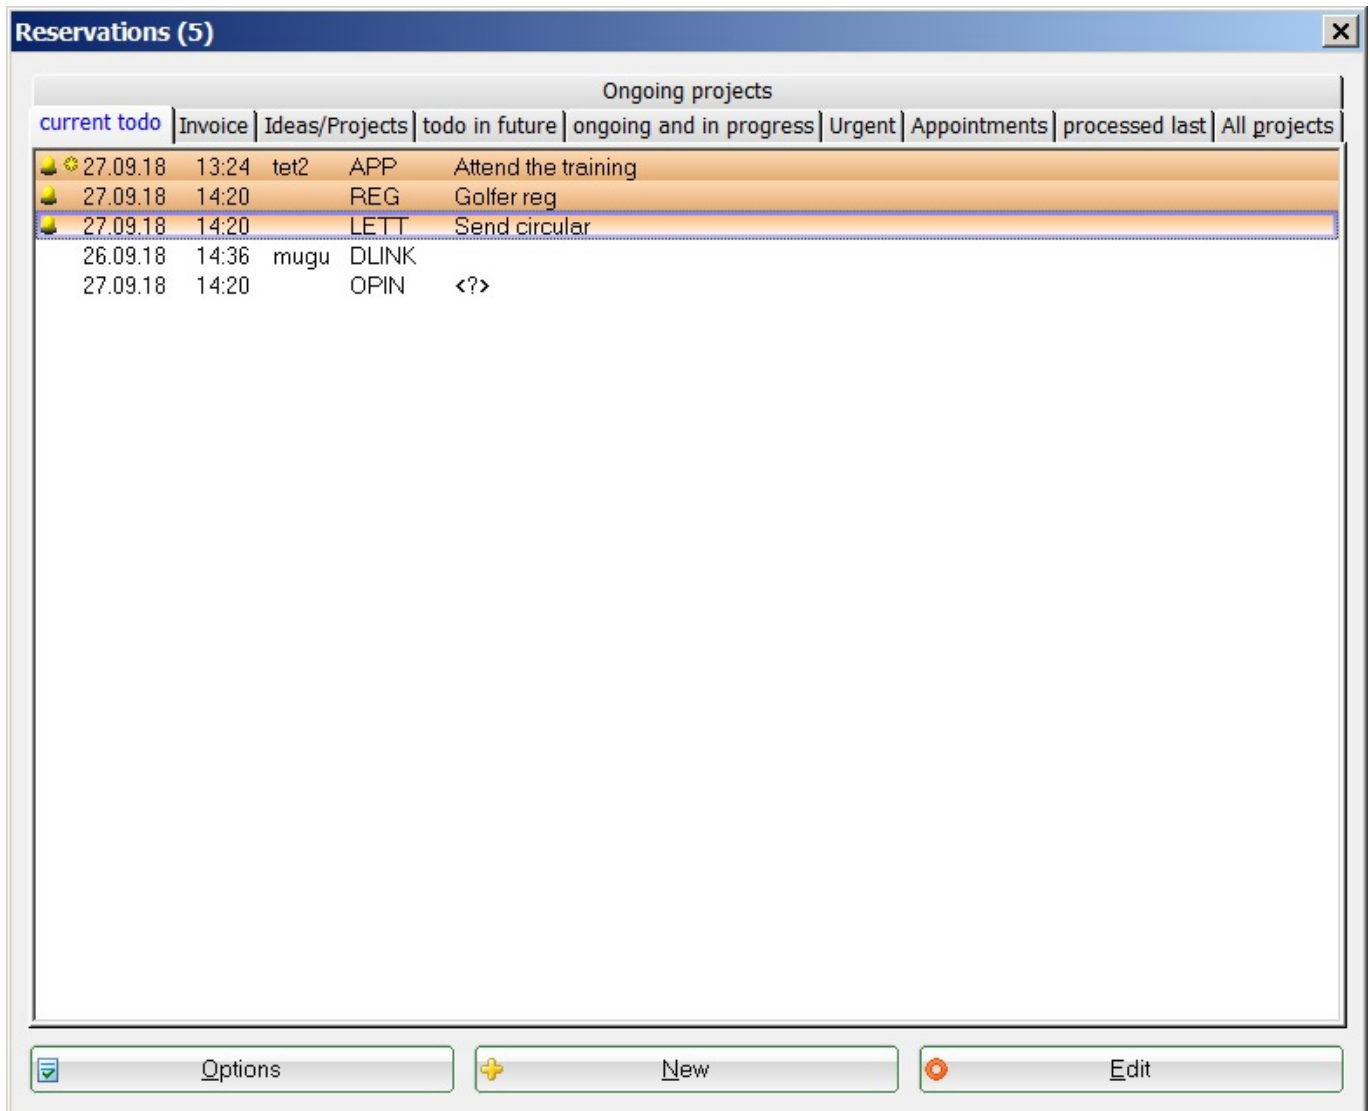 Reservations (5)
Ongoing projects
current todo Invoice Ideas/Projects todo in future ongoing and in progress Urgent Appointments processed last All projects
27.09.18 13:24 tet2 APP Attend the training
27.09.18 14:20 REG Golfer reg
27.09.18 14:20 LETT Send circular
26.09.18 14:36 mugu DLINK
27.09.18 14:20 OPIN <?>
Options New Edit